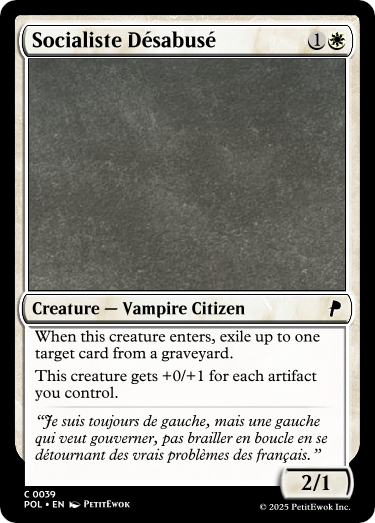 Socialiste Désabusé 1
Creature — Vampire Citizen
When this creature enters, exile up to one
target card from a graveyard.
This creature gets +0/+1 for each artifact
you control.
“Je suis toujours de gauche, mais une gauche
qui veut gouverner, pas brailler en boucle en se
détournant des vrais problèmes des français.”
2/1
C 0039
POL • EN PetitEwok
© 2025 PetitEwok Inc.